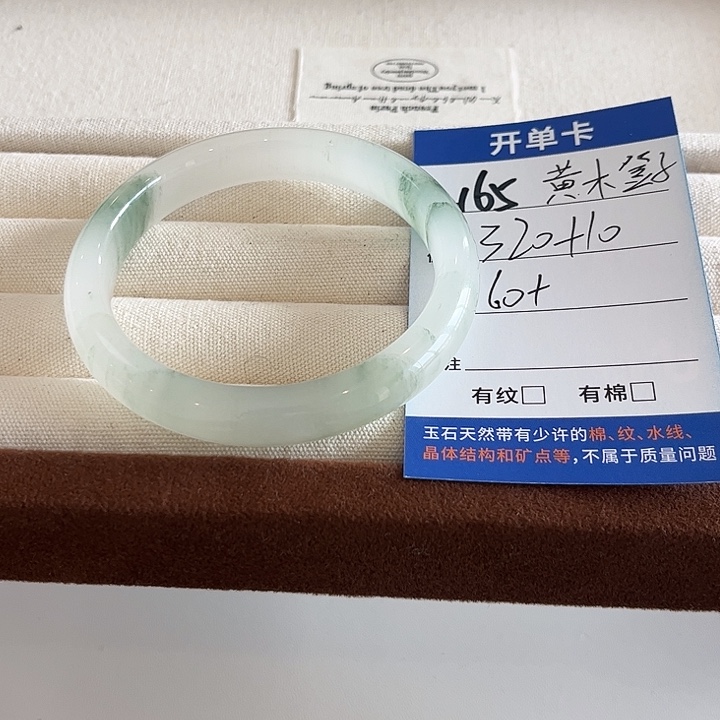 开单卡
165 黄木釜子
320+10
60+
注
有纹□ 有棉□
玉石天然带有少许的棉、纹、水线、
晶体结构和矿点等,不属于质量问题